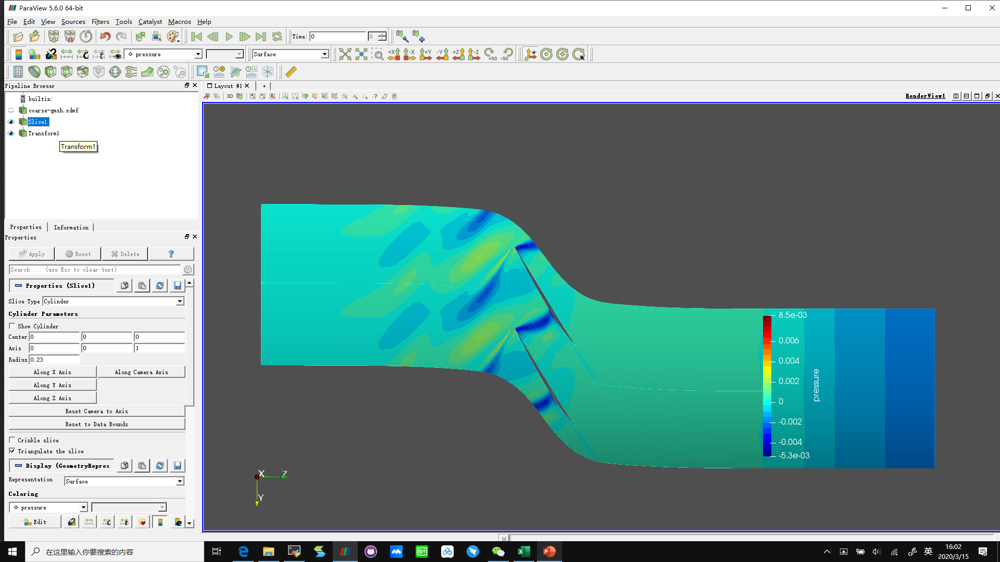 ParaView 5.6.0 64-bit
File Edit View Sources Filters Tools Catalyst Macros Help
Time: 0 0
pressure Surface
+X -X +Y -Y +Z -Z +90 -90
Pipeline Browser
Layout #1
+
3D
RenderView1
builtin:
coarse-gmsh.xdmf
Slice1
Transform1
Transform1
Properties Information
Properties
Apply Reset Delete ?
Search ... (use Esc to clear text)
Properties (Slice1)
Slice Type Cylinder
Cylinder Parameters
Show Cylinder
Center 0 0 0
Axis 0 0 1
Radius 0.23
Along X Axis Along Camera Axis
Along Y Axis
Along Z Axis
Reset Camera to Axis
Reset to Data Bounds
Crinkle slice
Triangulate the slice
Display (GeometryRepres
Representation Surface
Coloring
pressure
Edit
8.5e-03
0.006
0.004
0.002
0
-0.002
-0.004
-5.3e-03
pressure
X
Z
Y
在这里输入你要搜索的内容
英
16:02
2020/3/15